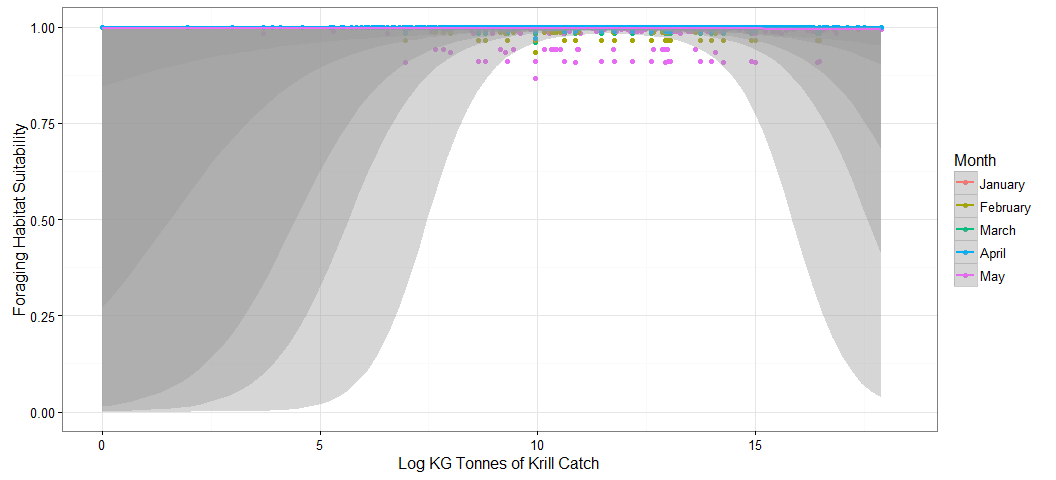 1.00
0.75
0.50
0.25
0.00
Foraging Habitat Suitability
0
5
10
15
Log KG Tonnes of Krill Catch
Month
January
February
March
April
May